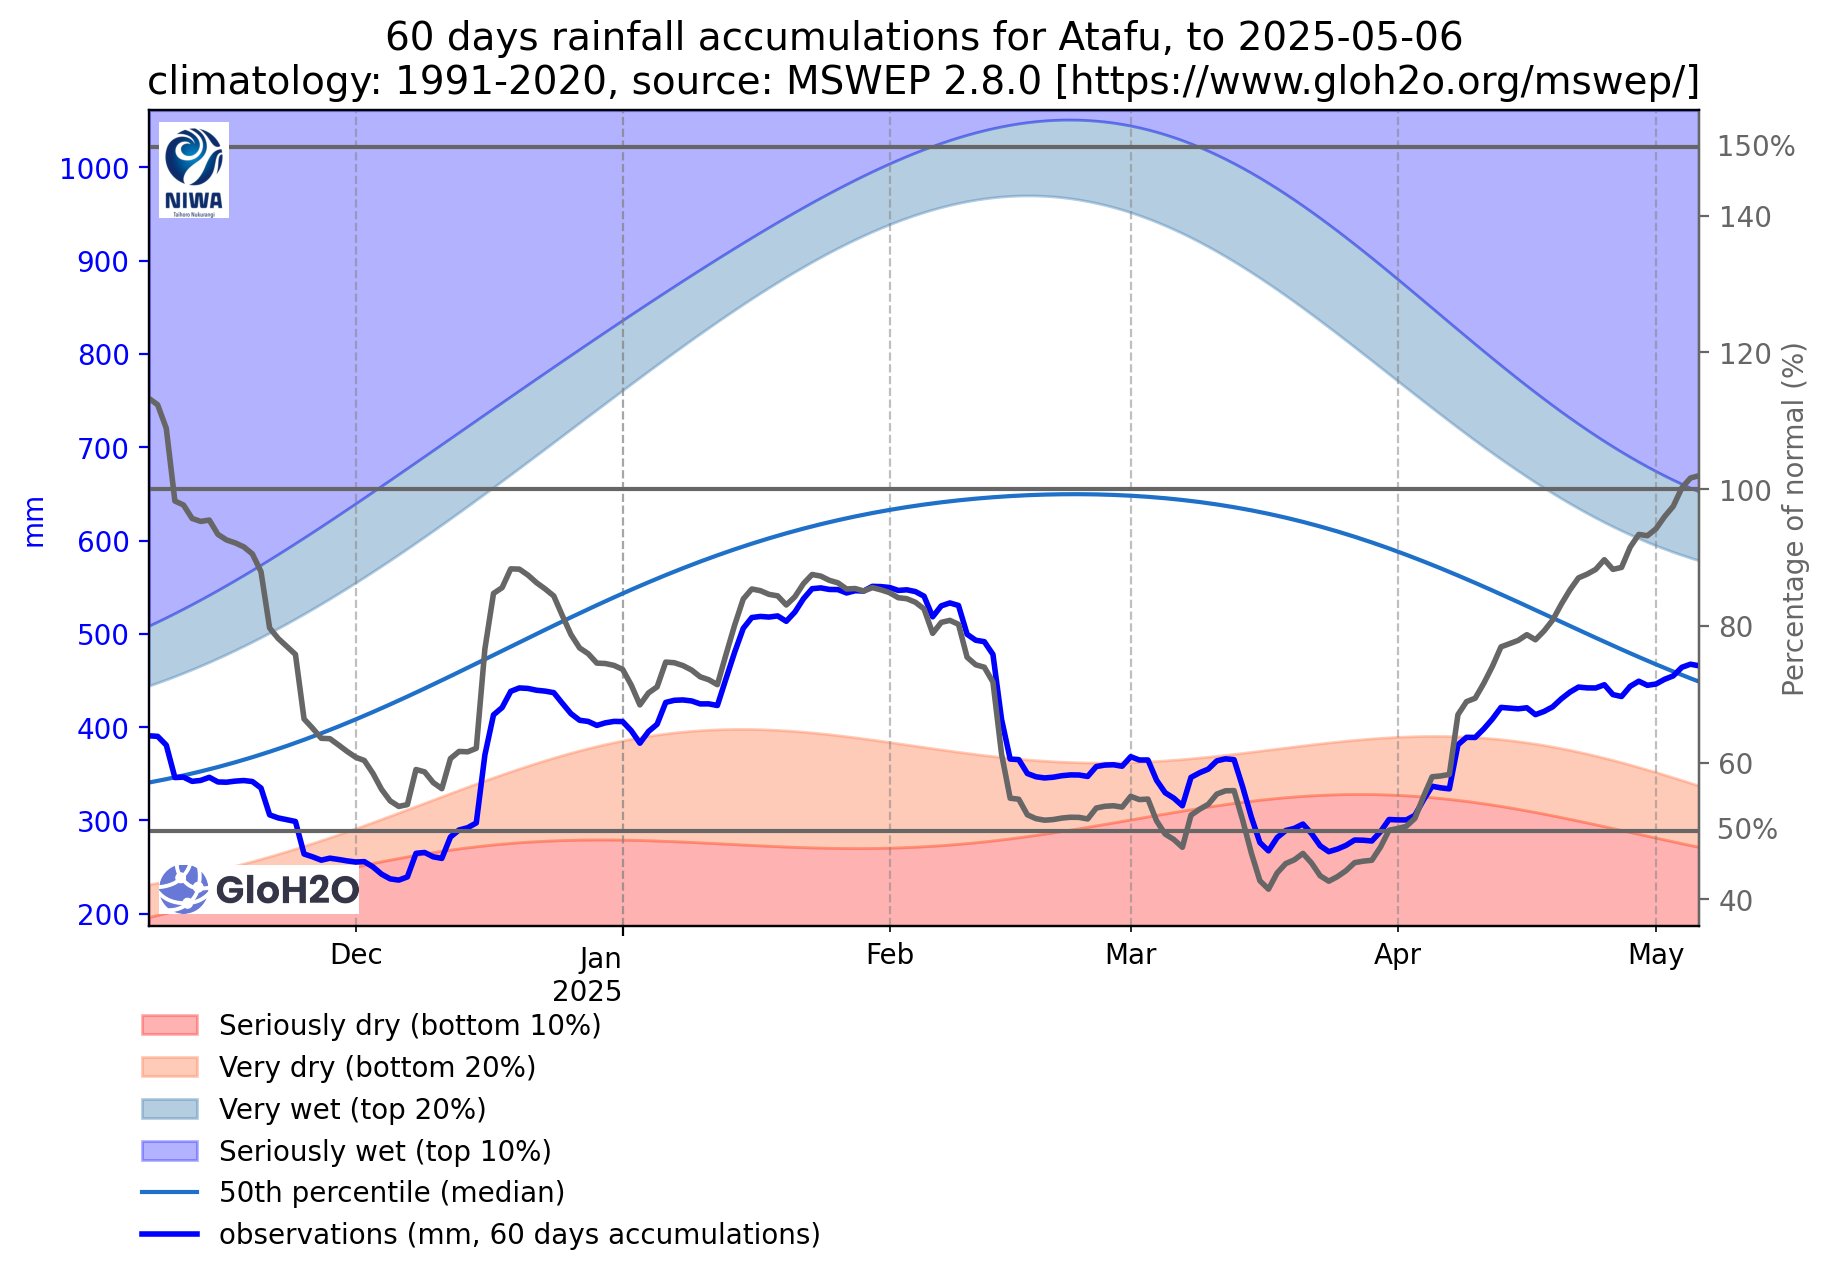 60 days rainfall accumulations for Atafu, to 2025-05-06
climatology: 1991-2020, source: MSWEP 2.8.0 [https://www.gloh2o.org/mswep/]
NIWA
Taihoro Nukurangi
1000
900
800
700
600
500
400
300
200
mm
150%
140
120
100
80
60
50%
40
Percentage of normal (%)
GloH2O
Dec
Jan
2025
Feb
Mar
Apr
May
Seriously dry (bottom 10%)
Very dry (bottom 20%)
Very wet (top 20%)
Seriously wet (top 10%)
50th percentile (median)
observations (mm, 60 days accumulations)